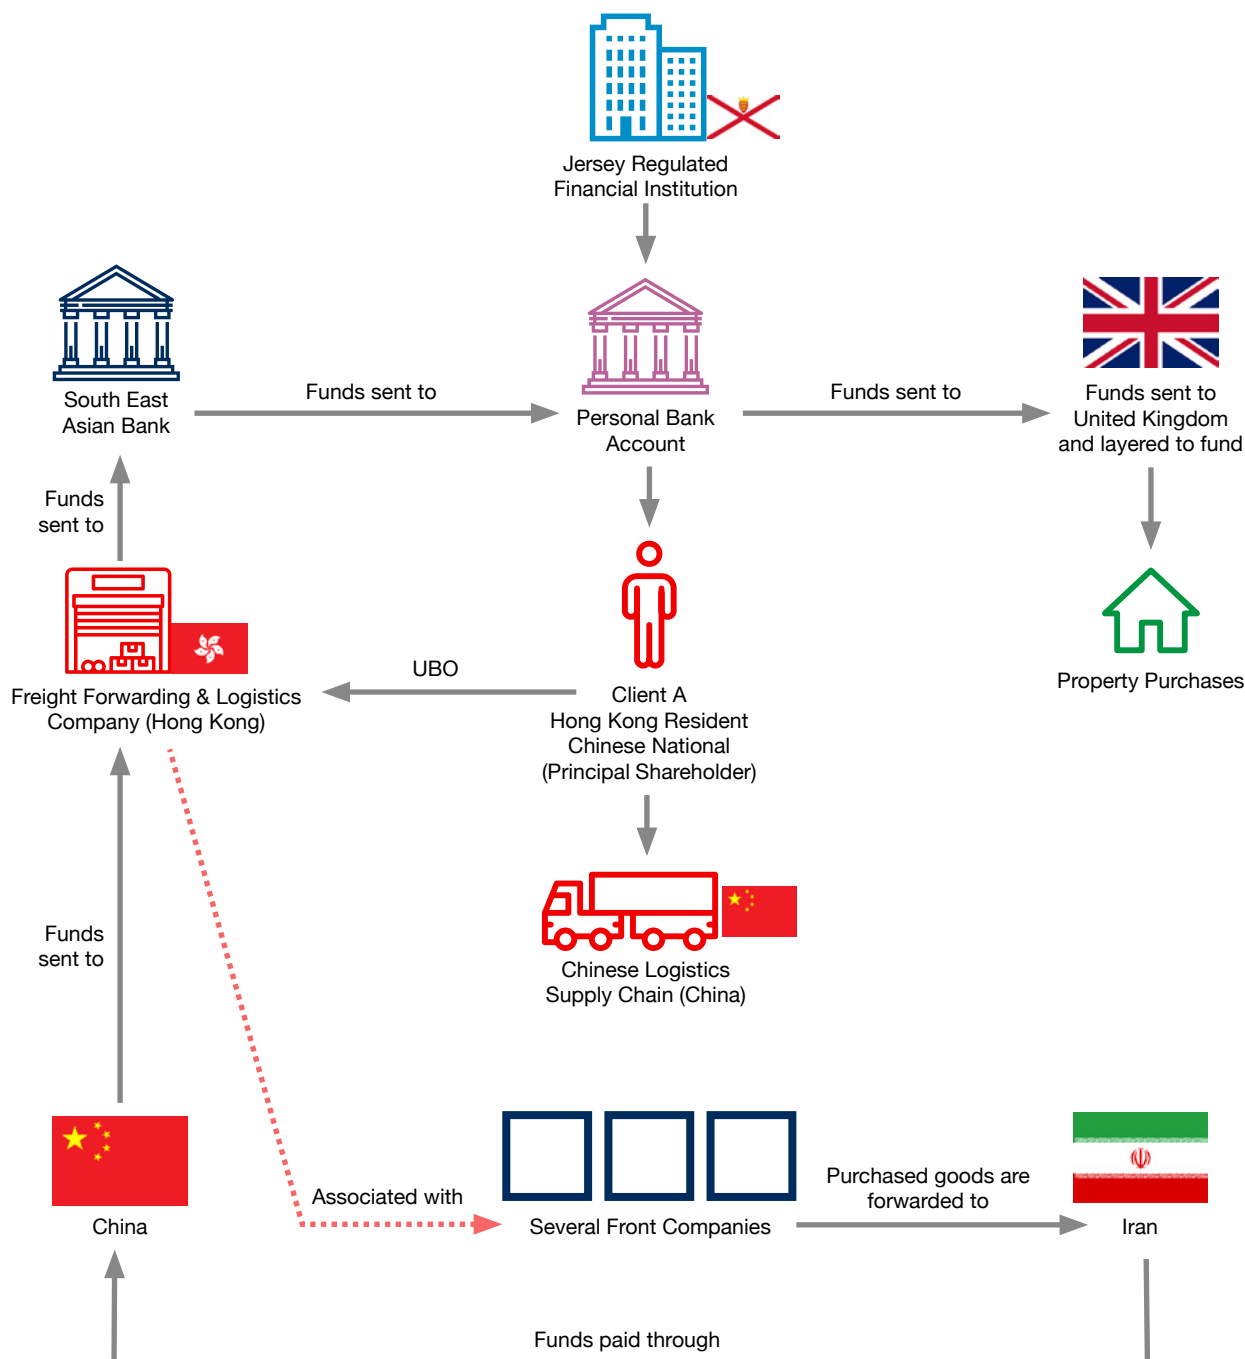 Jersey Regulated
Financial Institution
Funds sent to
Funds sent to
South East
Asian Bank
Personal Bank
Account
Funds sent to
United Kingdom
and layered to fund
Funds
sent to
UBO
Freight Forwarding & Logistics
Company (Hong Kong)
Client A
Hong Kong Resident
Chinese National
(Principal Shareholder)
Property Purchases
Funds
sent to
Chinese Logistics
Supply Chain (China)
China
Associated with
Several Front Companies
Purchased goods are
forwarded to
Iran
Funds paid through